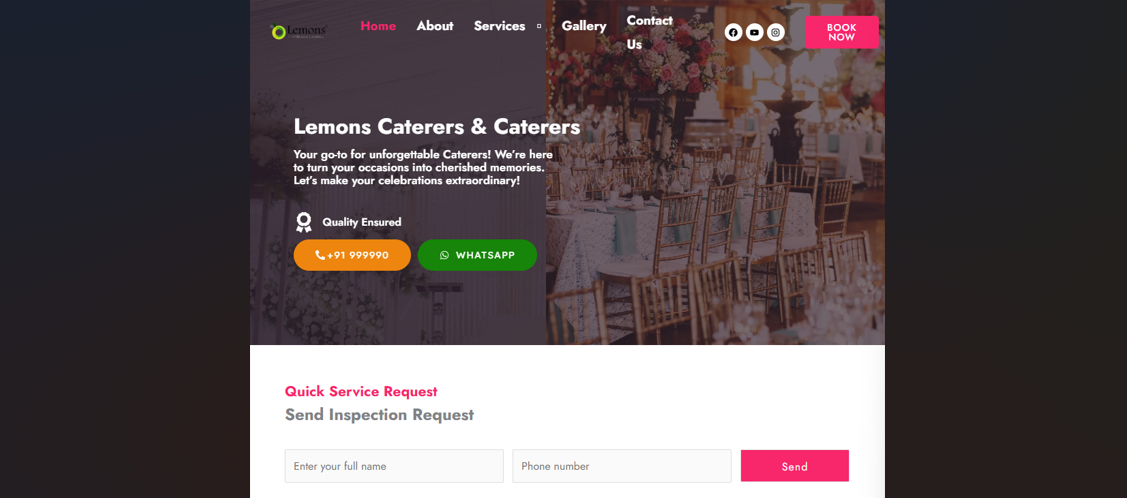 Lemons
Home
About
Services
Gallery
Contact
Us
BOOK
NOW
Lemons Caterers & Caterers
Your go-to for unforgettable Caterers! We're here
to turn your occasions into cherished memories.
Let's make your celebrations extraordinary!
Quality Ensured
+91 999990
WHATSAPP
Quick Service Request
Send Inspection Request
Enter your full name
Phone number
Send